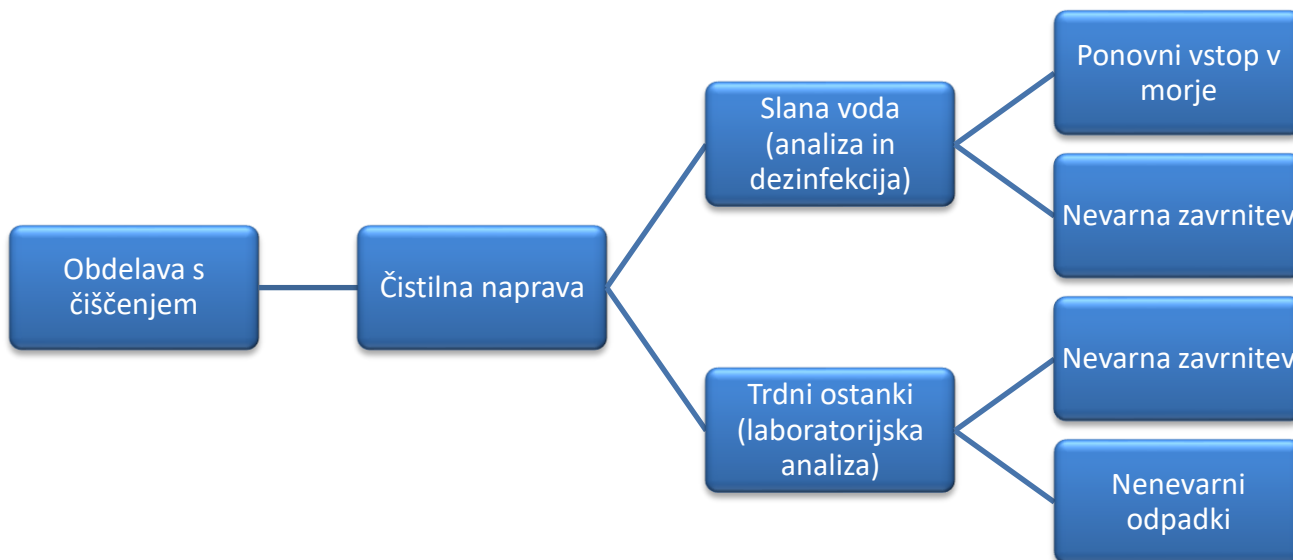 Obdelava s
čiščenjem
Čistilna naprava
Slana voda
(analiza in
dezinfekcija)
Ponovni vstop v
morje
Nevarna zavrnitev
Trdni ostanki
(laboratorijska
analiza)
Nevarna zavrnitev
Nenevarni
odpadki